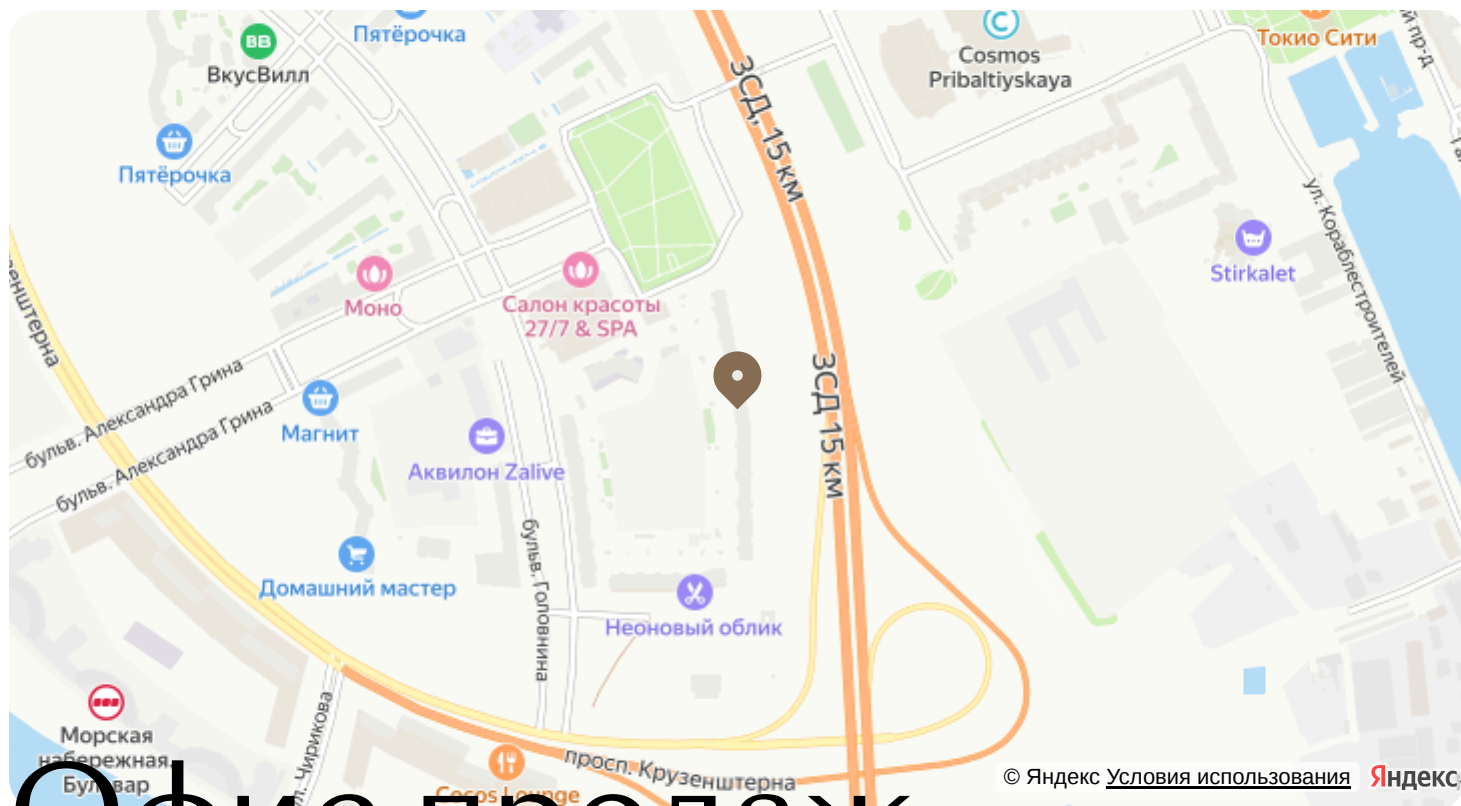 Пятёрочка
ВкусВилл
Cosmos
Pribaltiyskaya
Токио Сити
ЗСД, 15 км
Пятёрочка
ул. Кораблестроителей
Stirkalet
Моно
Салон красоты
27/7 & SPA
бульв. Александра Грина
бульв. Александра Грина
ЗСД 15 км
Магнит
Аквилон Zalive
бульв. Головнина
Домашний мастер
Неоновый облик
ул. Чирикова
Морская
набережная.
Бульвар
просп. Крузенштерна
Cocos Lounge
Офис продаж
© Яндекс Условия использования
Яндекс